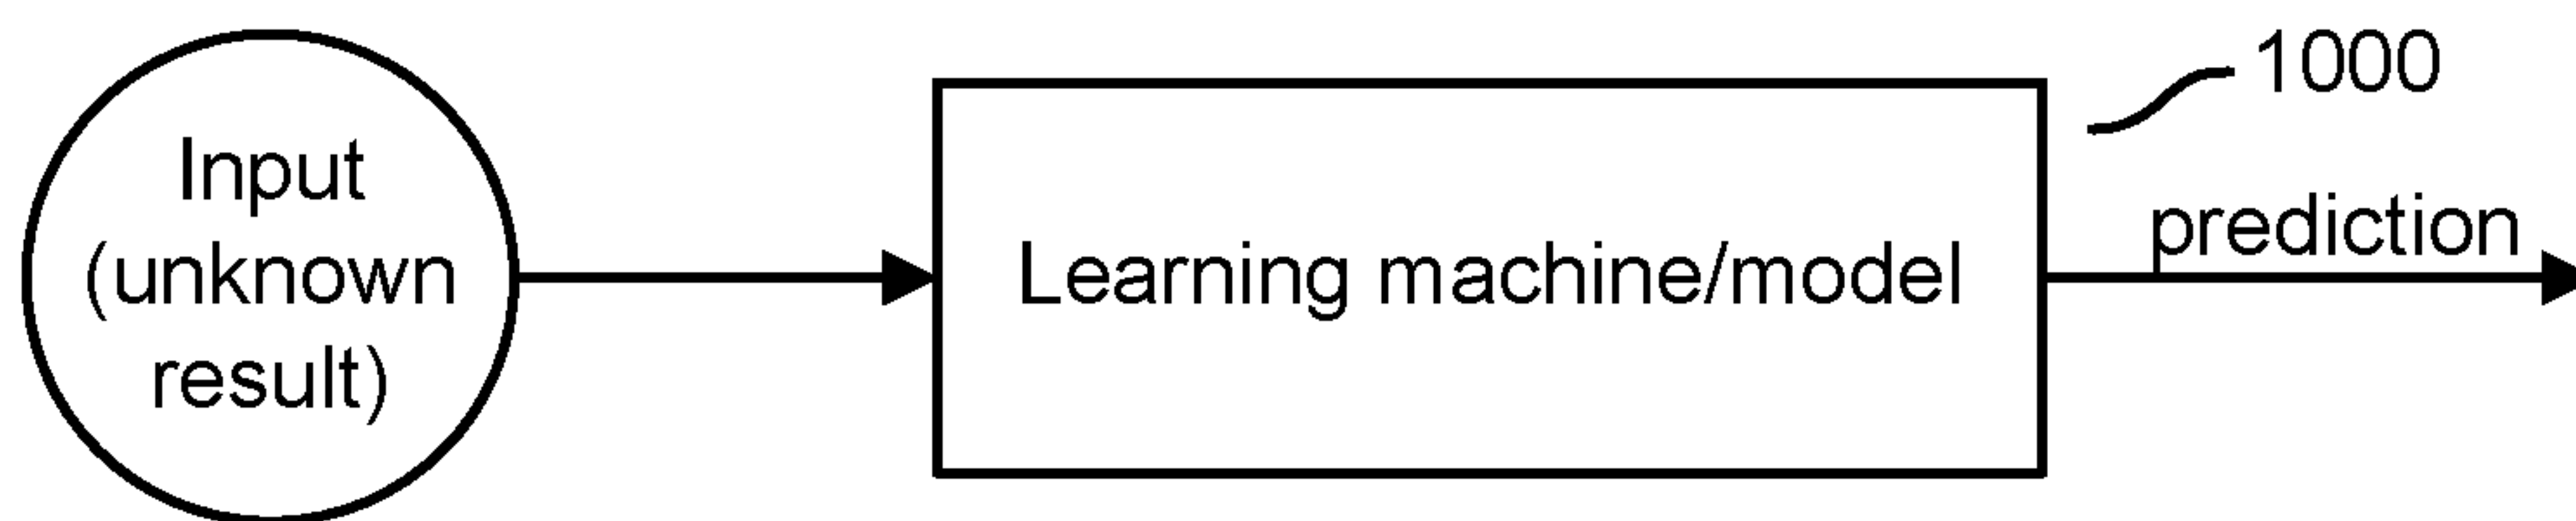 Input
(unknown
result)
Learning machine/model
1000
prediction